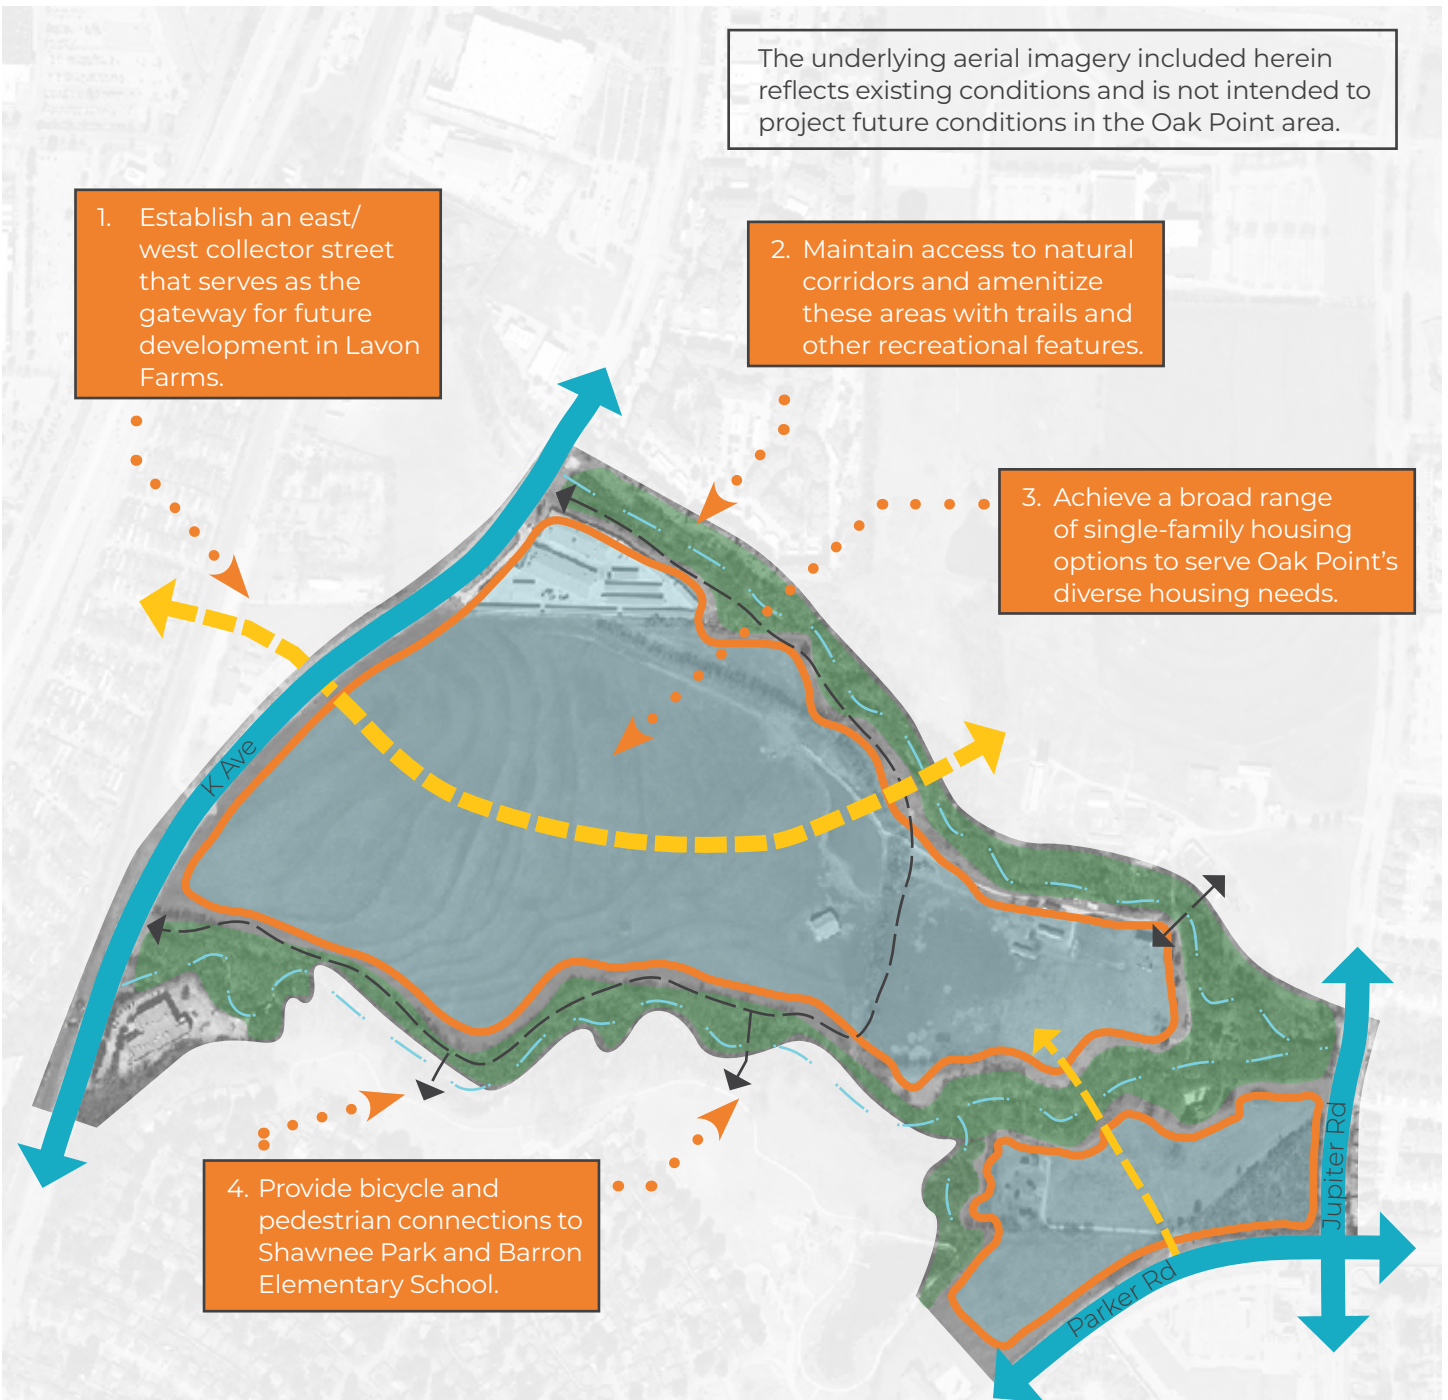 The underlying aerial imagery included herein
reflects existing conditions and is not intended to
project future conditions in the Oak Point area.
1. Establish an east/
west collector street
that serves as the
gateway for future
development in Lavon
Farms.
2. Maintain access to natural
corridors and amenitize
these areas with trails and
other recreational features.
3. Achieve a broad range
of single-family housing
options to serve Oak Point's
diverse housing needs.
K Ave
4. Provide bicycle and
pedestrian connections to
Shawnee Park and Barron
Elementary School.
Jupiter Rd
Parker Rd